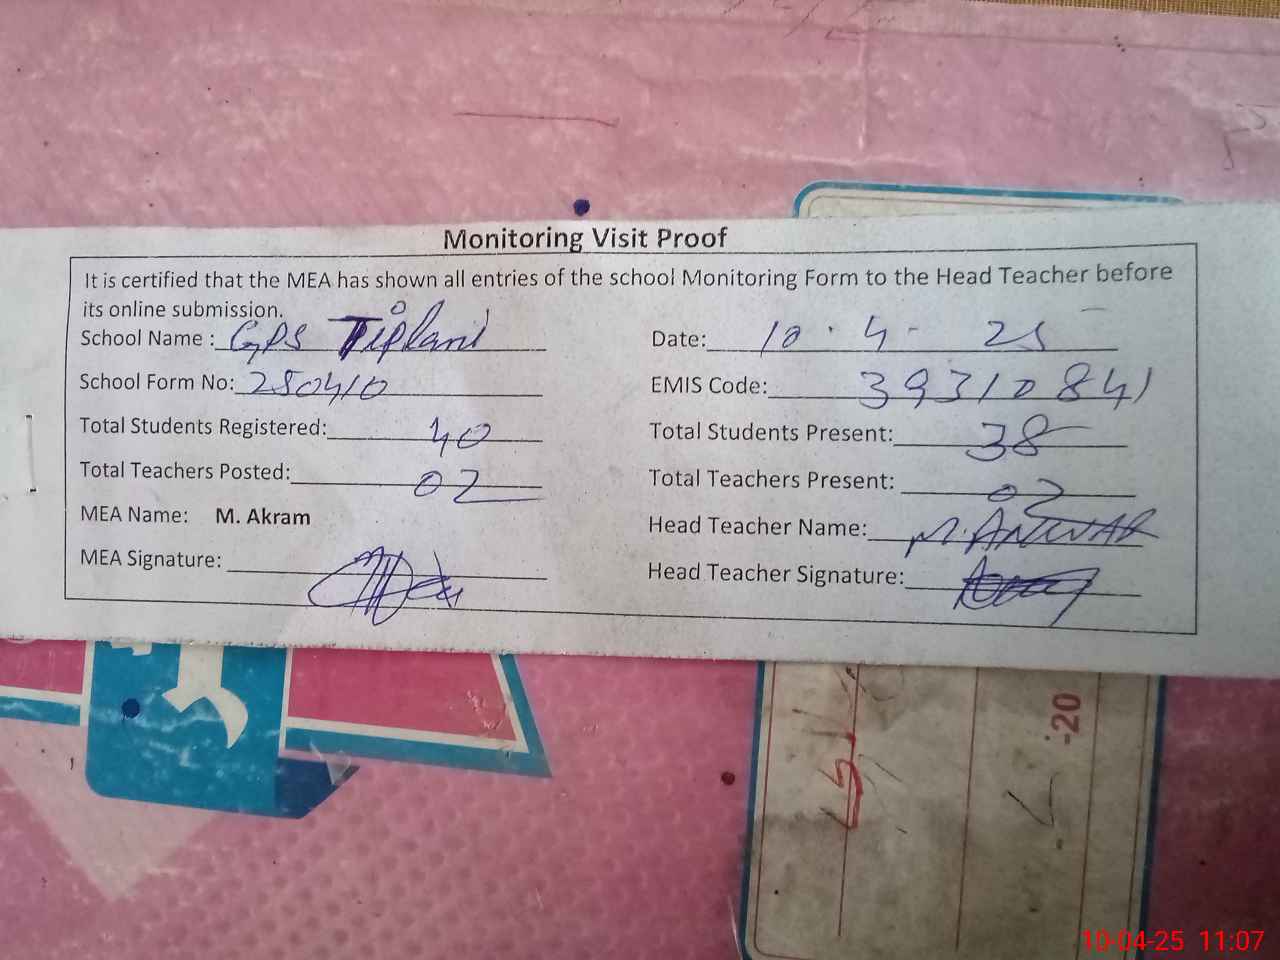 Monitoring Visit Proof
It is certified that the MEA has shown all entries of the school Monitoring Form to the Head Teacher before
its online submission.
School Name : GPS Tiplani
Date: 10 . 4 - 25
School Form No: 250410
EMIS Code: 39310841
Total Students Registered: 40
Total Students Present: 38
Total Teachers Posted: 02
Total Teachers Present: 02
MEA Name: M. Akram
Head Teacher Name: M. ANWAR
MEA Signature:
Head Teacher Signature:
-20
10-04-25 11:07